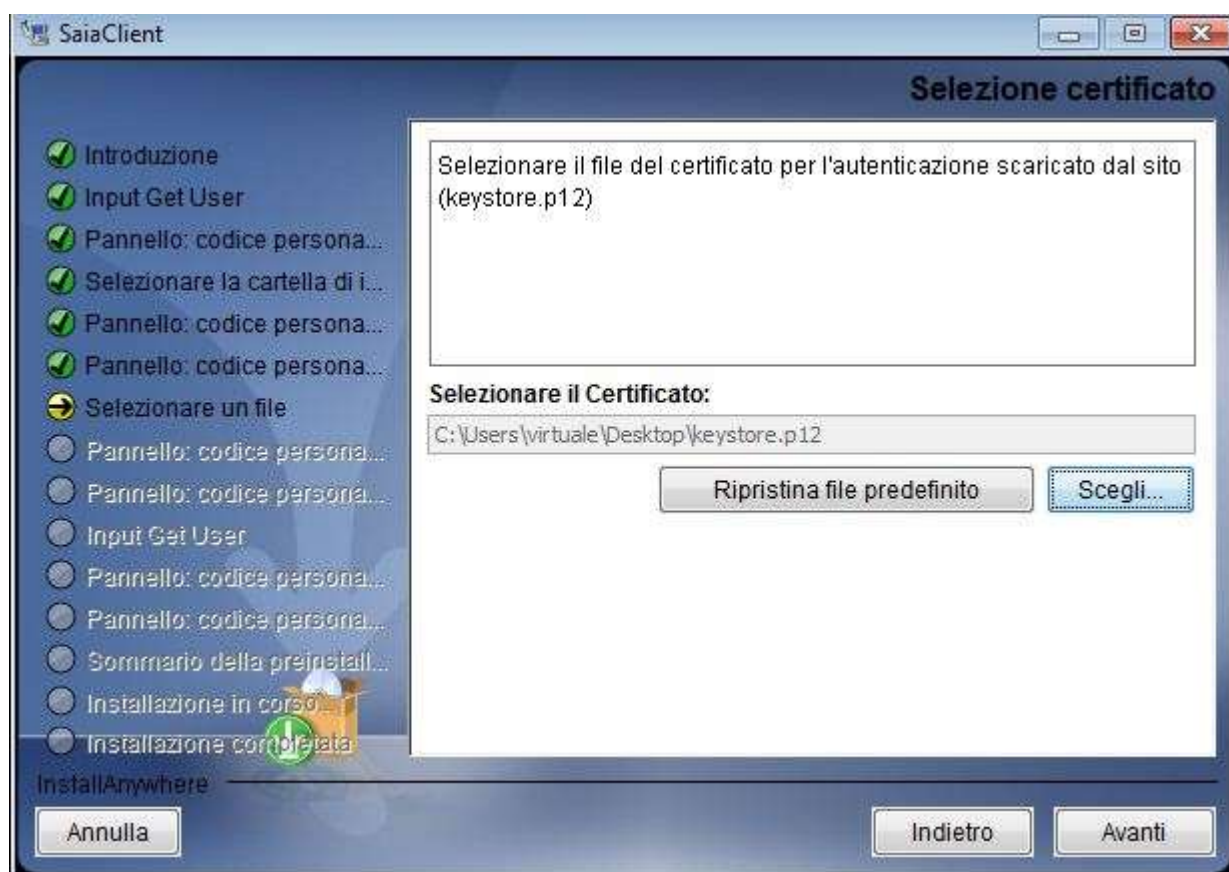 SaiaClient
Selezione certificato
Introduzione
Input Get User
Pannello: codice persona...
Selezionare la cartella di i...
Pannello: codice persona...
Pannello: codice persona...
Selezionare un file
Pannello: codice persona...
Pannello: codice persona...
Input Get User
Pannello: codice persona...
Pannello: codice persona...
Sommario della preinstall...
Installazione in corso...
Installazione completata
Selezionare il file del certificato per l'autenticazione scaricato dal sito
(keystore.p12)
Selezionare il Certificato:
C:\Users\virtuale\Desktop\keystore.p12
Ripristina file predefinito
Scegli...
InstallAnywhere
Annulla
Indietro
Avanti